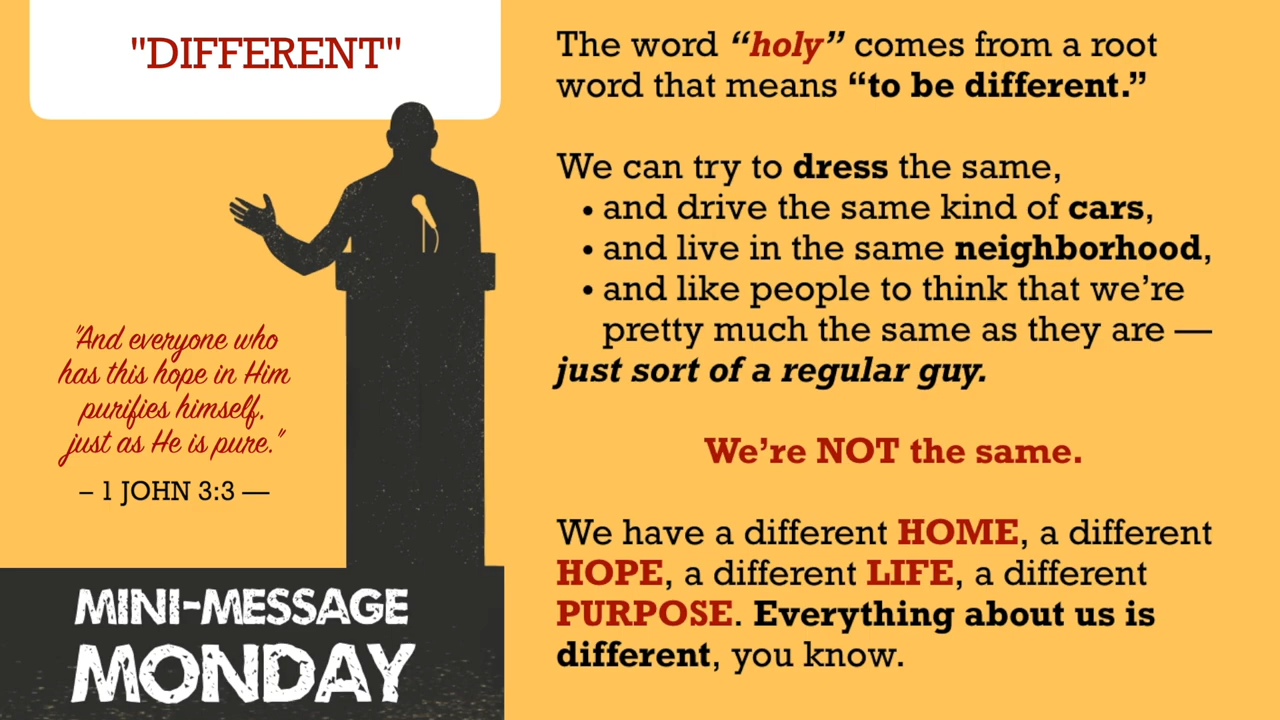 "DIFFERENT"
"And everyone who
has this hope in Him
purifies himself,
just as He is pure."
– 1 JOHN 3:3 —
MINI-MESSAGE
MONDAY
The word “holy” comes from a root
word that means “to be different.”
We can try to dress the same,
• and drive the same kind of cars,
• and live in the same neighborhood,
• and like people to think that we’re
pretty much the same as they are —
just sort of a regular guy.
We’re NOT the same.
We have a different HOME, a different
HOPE, a different LIFE, a different
PURPOSE. Everything about us is
different, you know.